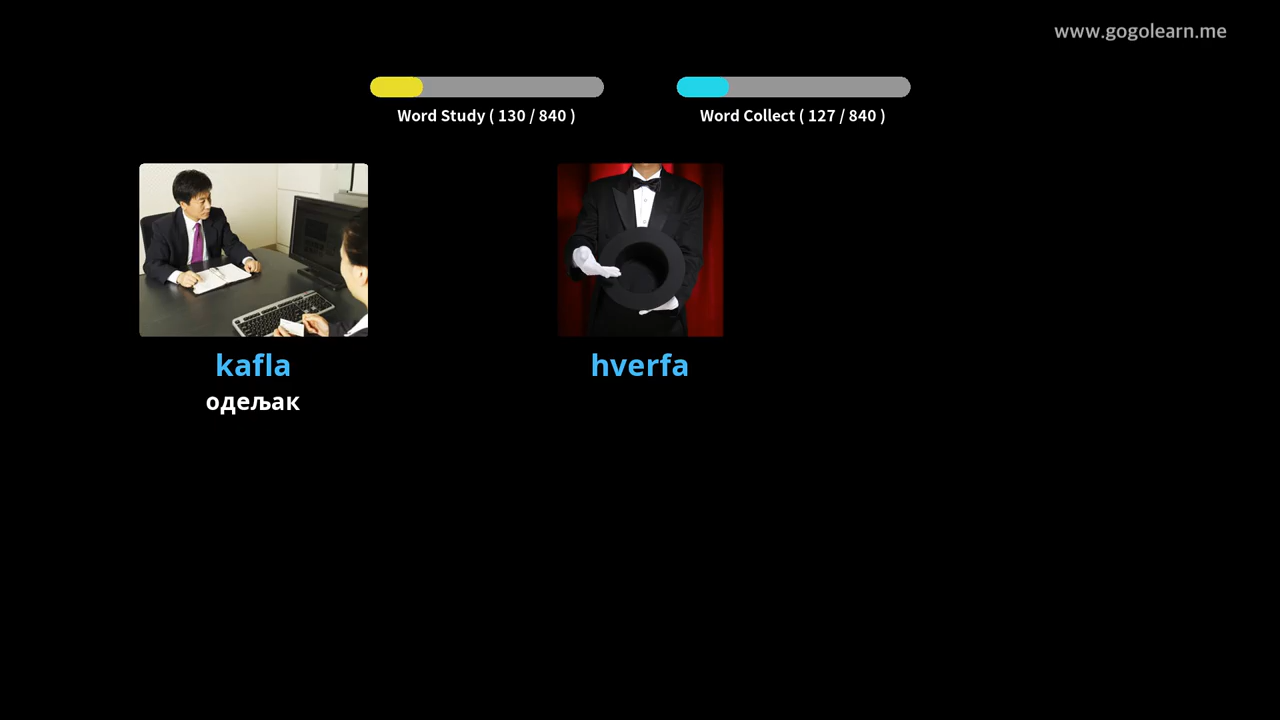 www.gogolearn.me
Word Study ( 130 / 840 )
Word Collect ( 127 / 840 )
kafla
одељак
hverfa